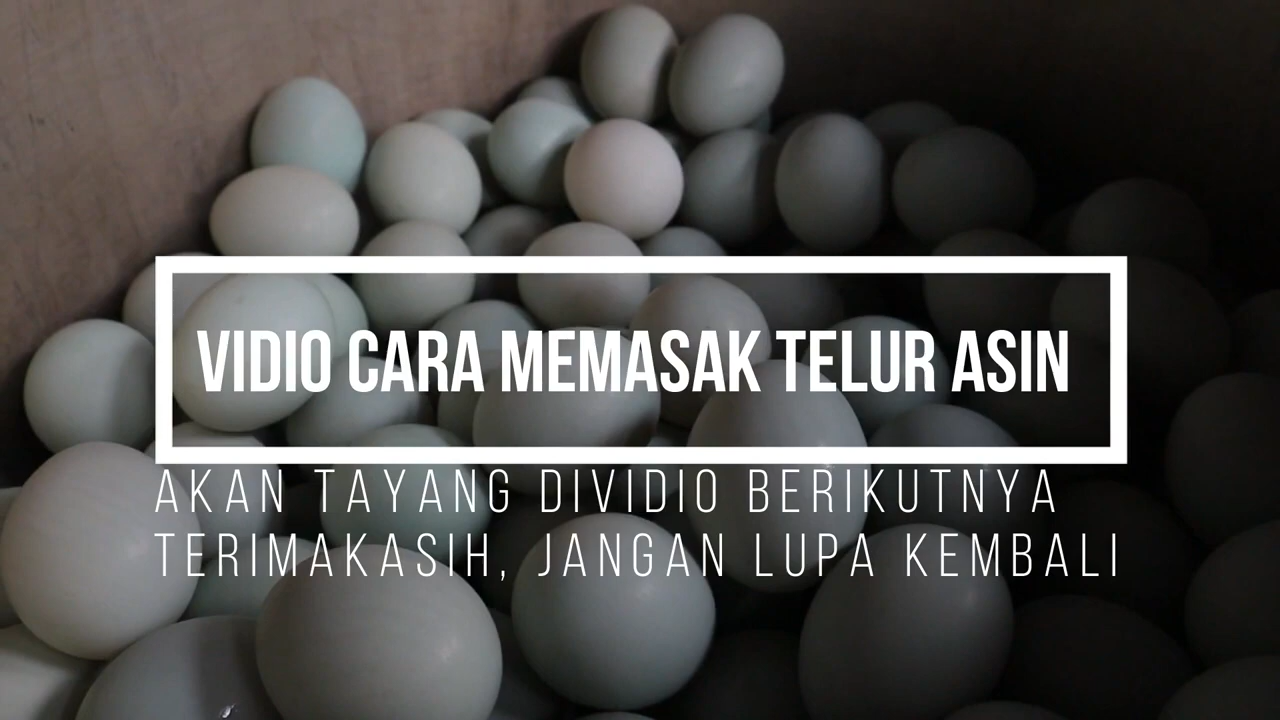 VIDIO CARA MEMASAK TELUR ASIN
AKAN TAYANG DIVIDIO BERIKUTNYA
TERIMAKASIH, JANGAN LUPA KEMBALI